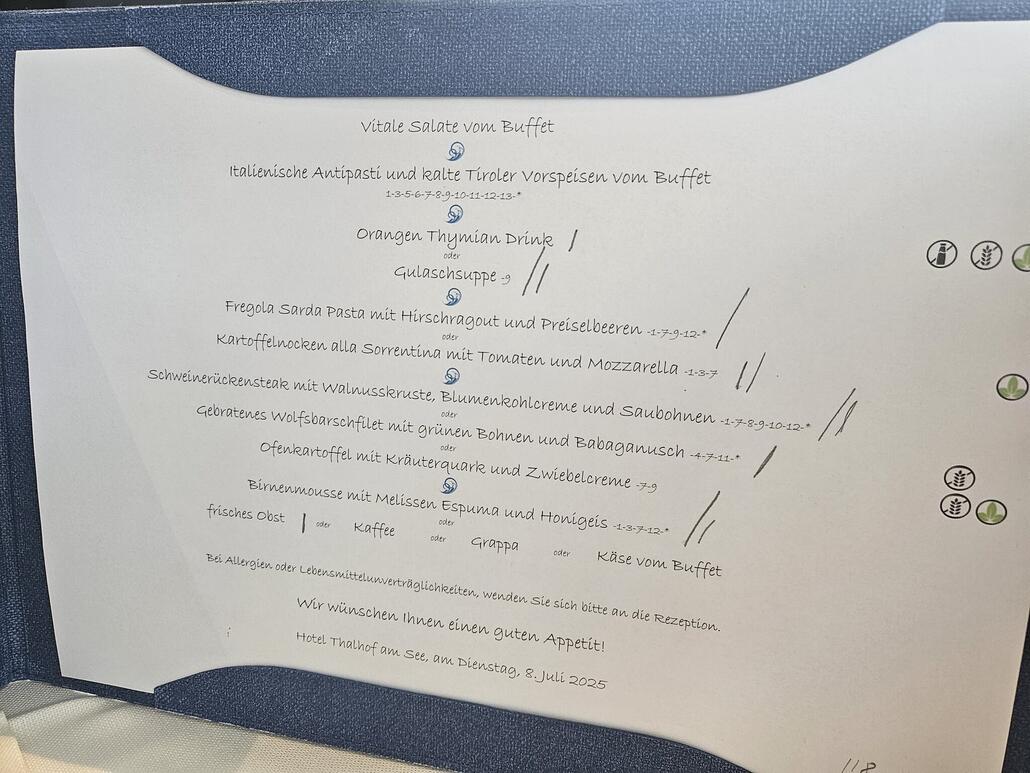 Vitale Salate vom Buffet
Italienische Antipasti und kalte Tiroler Vorspeisen vom Buffet
1-3-5-6-7-8-9-10-11-12-13-*
Orangen Thymian Drink /
oder
Gulaschsuppe -9 //
Fregola Sarda Pasta mit Hirschragout und Preiselbeeren -1-7-9-12-* /
oder
Kartoffelnocken alla Sorrentina mit Tomaten und Mozzarella -1-3-7 //
Schweinerückensteak mit Walnusskruste, Blumenkohlcreme und Saubohnen -1-7-8-9-10-12-* //
oder
Gebratenes Wolfsbarschfilet mit grünen Bohnen und Babaganusch -4-7-11-* /
oder
Ofenkartoffel mit Kräuterquark und Zwiebelcreme -7-9
Birnenmousse mit Melissen Espuma und Honigeis -1-3-7-12-* //
oder
frisches Obst | oder Kaffee oder Grappa oder Käse vom Buffet
Bei Allergien oder Lebensmittelunverträglichkeiten, wenden Sie sich bitte an die Rezeption.
Wir wünschen Ihnen einen guten Appetit!
Hotel Thalhof am See, am Dienstag, 8. Juli 2025